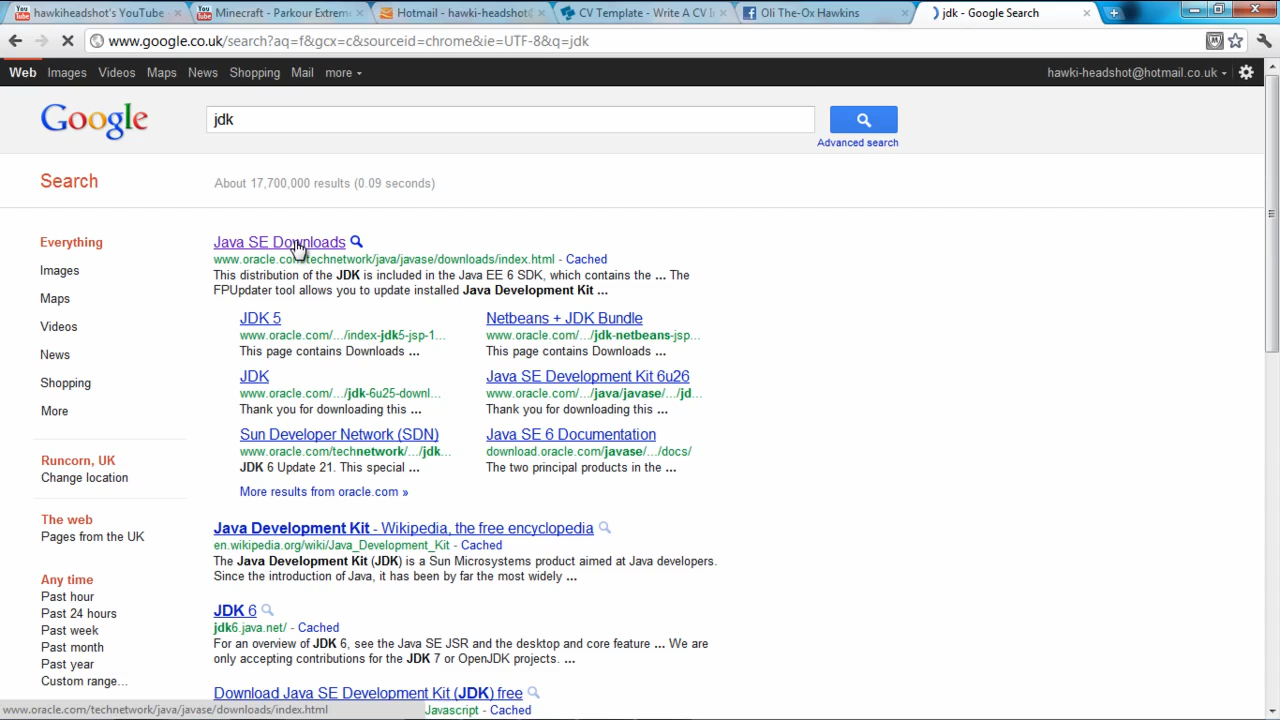 hawkiheadshot's YouTube
Minecraft - Parkour Extrem
Hotmail - hawki-headshot@
CV Template - Write A CV i
Oli The-Ox Hawkins
jdk - Google Search
www.google.co.uk/search?aq=f&gcx=c&sourceid=chrome&ie=UTF-8&q=jdk
Web Images Videos Maps News Shopping Mail more
hawki-headshot@hotmail.co.uk
Google
jdk
Advanced search
Search
About 17,700,000 results (0.09 seconds)
Everything
Images
Maps
Videos
News
Shopping
More
Runcorn, UK
Change location
The web
Pages from the UK
Any time
Past hour
Past 24 hours
Past week
Past month
Past year
Custom range...
Java SE Downloads
www.oracle.com/technetwork/java/javase/downloads/index.html - Cached
This distribution of the JDK is included in the Java EE 6 SDK, which contains the ... The
FPUpdater tool allows you to update installed Java Development Kit ...
JDK 5
www.oracle.com/.../index-jdk5-jsp-1...
This page contains Downloads ...
Netbeans + JDK Bundle
www.oracle.com/.../jdk-netbeans-jsp...
This page contains Downloads ...
JDK
www.oracle.com/.../jdk-6u25-downl...
Thank you for downloading this ...
Java SE Development Kit 6u26
www.oracle.com/.../java/javase/.../jd...
Thank you for downloading this ...
Sun Developer Network (SDN)
www.oracle.com/technetwork/.../jdk...
JDK 6 Update 21. This special ...
Java SE 6 Documentation
download.oracle.com/javase/.../docs/
The two principal products in the ...
More results from oracle.com »
Java Development Kit - Wikipedia, the free encyclopedia
en.wikipedia.org/wiki/Java_Development_Kit - Cached
The Java Development Kit (JDK) is a Sun Microsystems product aimed at Java developers.
Since the introduction of Java, it has been by far the most widely ...
JDK 6
jdk6.java.net/ - Cached
For an overview of JDK 6, see the Java SE JSR and the desktop and core feature ... We are
only accepting contributions for the JDK 7 or OpenJDK projects. ...
Download Java SE Development Kit (JDK) free
Javascript - Cached
www.oracle.com/technetwork/java/javase/downloads/index.html